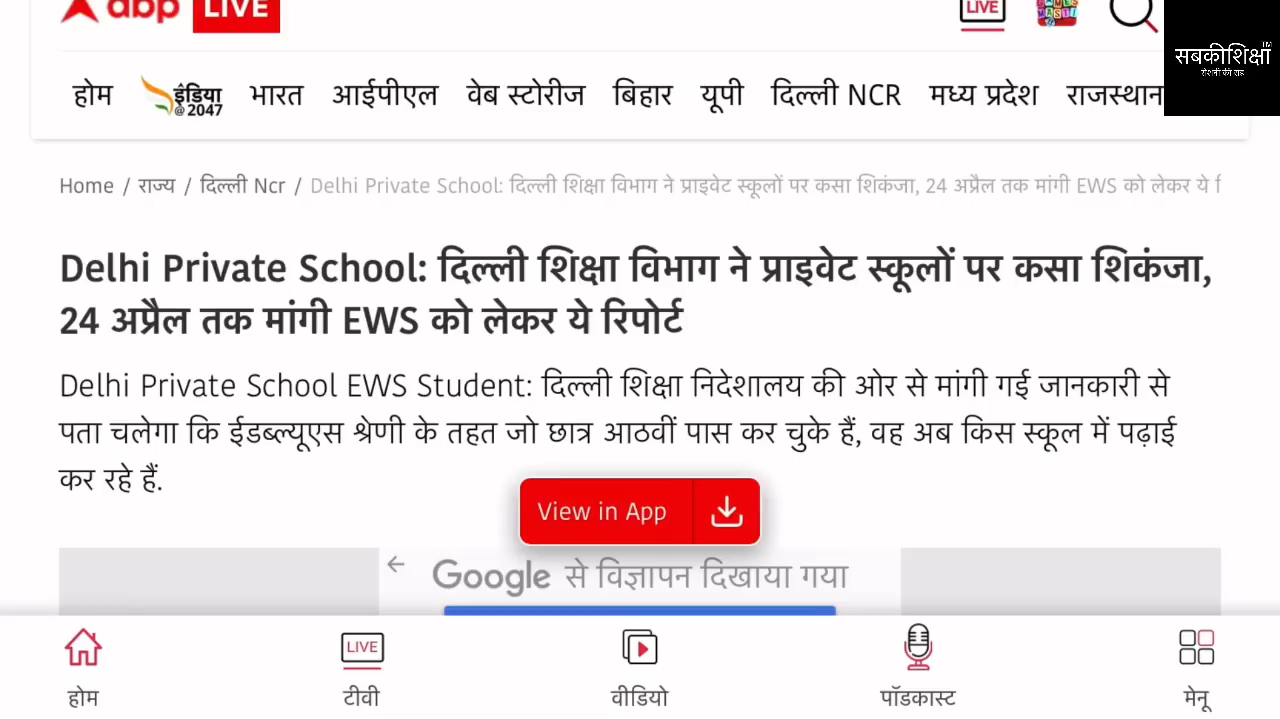 abp LIVE
LIVE
सबकीशिक्षा
TM
होम इंडिया @2047 भारत आईपीएल वेब स्टोरीज बिहार यूपी दिल्ली NCR मध्य प्रदेश राजस्थान
Home / राज्य / दिल्ली Ncr / Delhi Private School: दिल्ली शिक्षा विभाग ने प्राइवेट स्कूलों पर कसा शिकंजा, 24 अप्रैल तक मांगी EWS को लेकर ये
Delhi Private School: दिल्ली शिक्षा विभाग ने प्राइवेट स्कूलों पर कसा शिकंजा,
24 अप्रैल तक मांगी EWS को लेकर ये रिपोर्ट
Delhi Private School EWS Student: दिल्ली शिक्षा निदेशालय की ओर से मांगी गई जानकारी से
पता चलेगा कि ईडब्ल्यूएस श्रेणी के तहत जो छात्र आठवीं पास कर चुके हैं, वह अब किस स्कूल में पढ़ाई
कर रहे हैं.
View in App
Google से विज्ञापन दिखाया गया
LIVE
होम टीवी वीडियो पॉडकास्ट मेनू